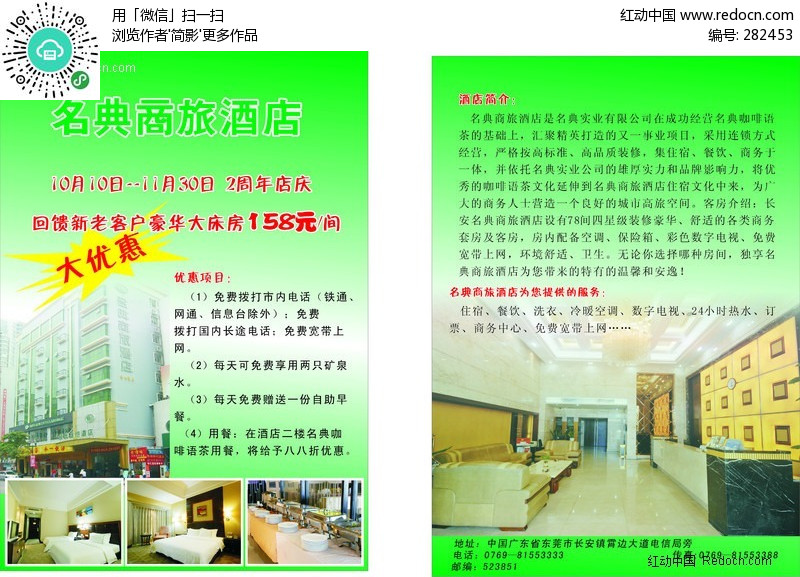 用「微信」扫一扫
浏览作者'简影'更多作品
红动中国 www.redocn.com
编号: 282453
名典商旅酒店
10月10日--11月30日 2周年店庆
回馈新老客户豪华大床房158元/间
大优惠
优惠项目：
（1）免费拨打市内电话（铁通、
网通、信息台除外）；免费
拨打国内长途电话；免费宽带上
网。
（2）每天可免费享用两只矿泉
水。
（3）每天免费赠送一份自助早
餐。
（4）用餐：在酒店二楼名典咖
啡语茶用餐，将给予八八折优惠。
酒店简介：
名典商旅酒店是名典实业有限公司在成功经营名典咖啡语
茶的基础上，汇聚精英打造的又一事业项目，采用连锁方式
经营，严格按高标准、高品质装修，集住宿、餐饮、商务于
一体，并依托名典实业公司的雄厚实力和品牌影响力，将优
秀的咖啡语茶文化延伸到名典商旅酒店住宿文化中来，为广
大的商务人士营造一个良好的城市高旅空间。客房介绍：长
安名典商旅酒店设有78间四星级装修豪华、舒适的各类商务
套房及客房，房内配备空调、保险箱、彩色数字电视、免费
宽带上网，环境舒适、卫生。无论你选择哪种房间，独享名
典商旅酒店为您带来的特有的温馨和安逸！
名典商旅酒店为您提供的服务：
住宿、餐饮、洗衣、冷暖空调、数字电视、24小时热水、订
票、商务中心、免费宽带上网……
地址：中国广东省东莞市长安镇霄边大道电信局旁
电话：0769—81553333 传真：0769—81553388
邮编：523851
红动中国 www.redocn.com